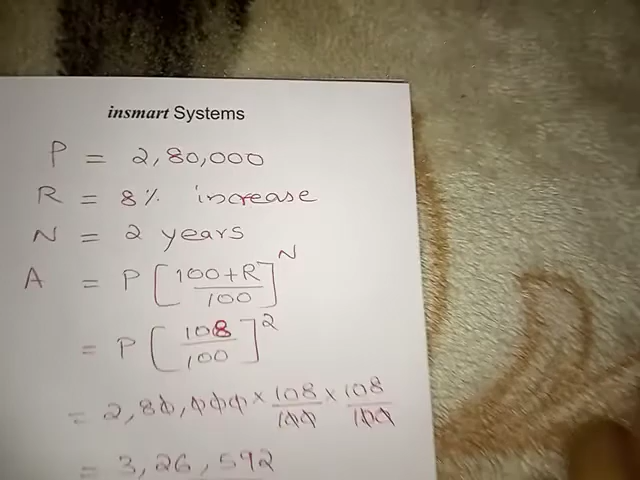 insmart Systems
P = 2,80,000
R = 8% increase
N = 2 years
A = P [100+R/100]^N
= P [108/100]^2
= 2,80,000 × 108/100 × 108/100
= 3,26,592